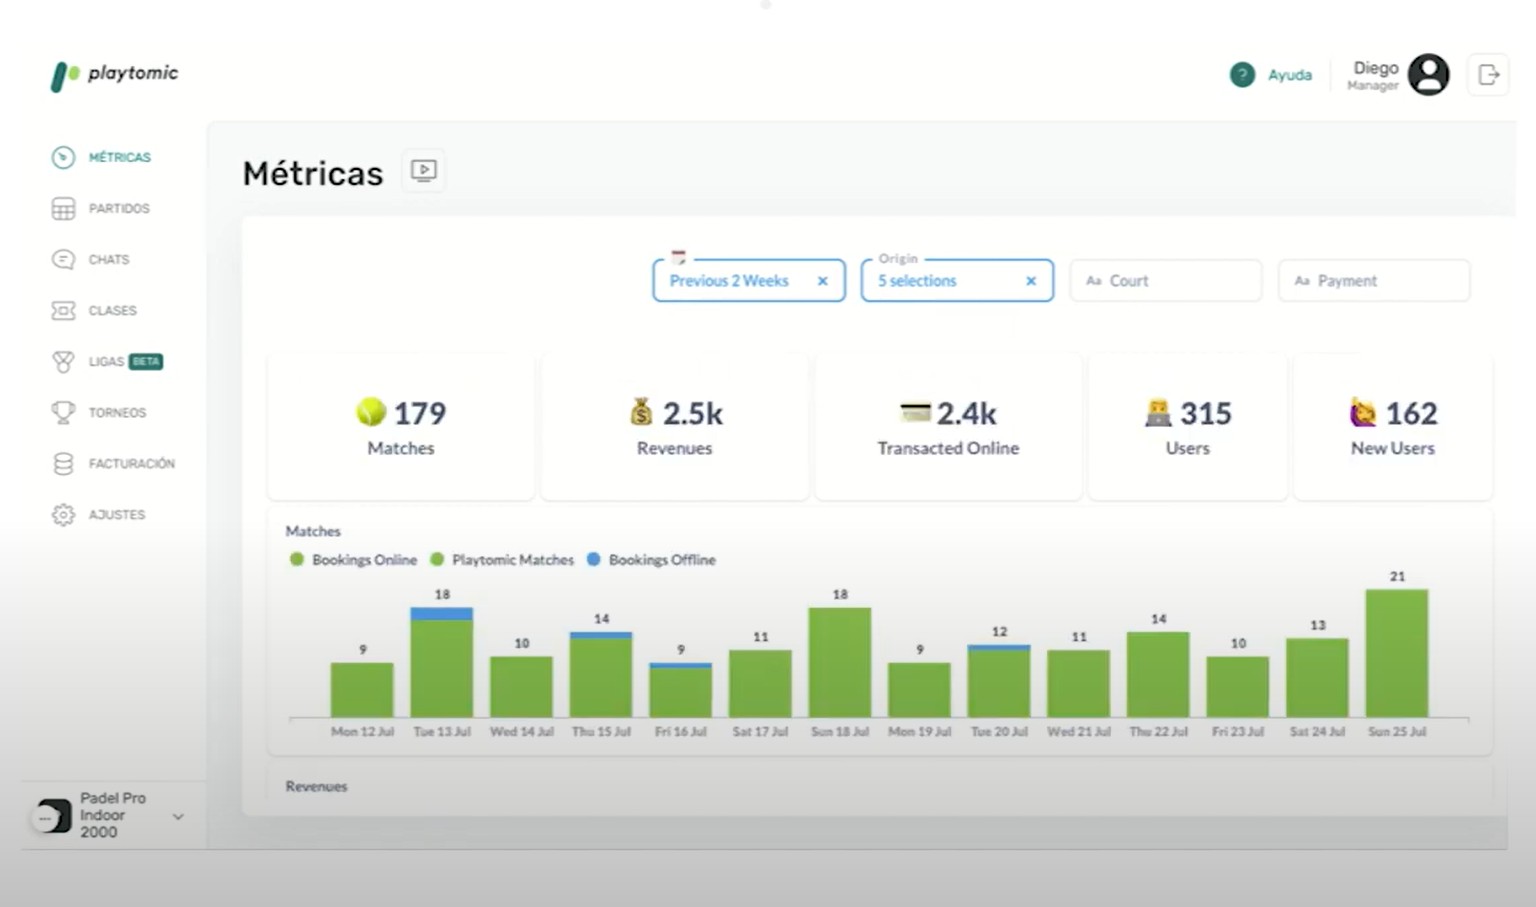 playtomic
? Ayuda
Diego
Manager
MÉTRICAS
PARTIDOS
CHATS
CLASES
LIGAS BETA
TORNEOS
FACTURACIÓN
AJUSTES
Padel Pro
Indoor
2000
Métricas
Previous 2 Weeks ×
Origin
5 selections ×
Aa Court
Aa Payment
179
Matches
2.5k
Revenues
2.4k
Transacted Online
315
Users
162
New Users
Matches
Bookings Online Playtomic Matches Bookings Offline
9 18 10 14 9 11 18 9 12 11 14 10 13 21
Mon 12 Jul Tue 13 Jul Wed 14 Jul Thu 15 Jul Fri 16 Jul Sat 17 Jul Sun 18 Jul Mon 19 Jul Tue 20 Jul Wed 21 Jul Thu 22 Jul Fri 23 Jul Sat 24 Jul Sun 25 Jul
Revenues